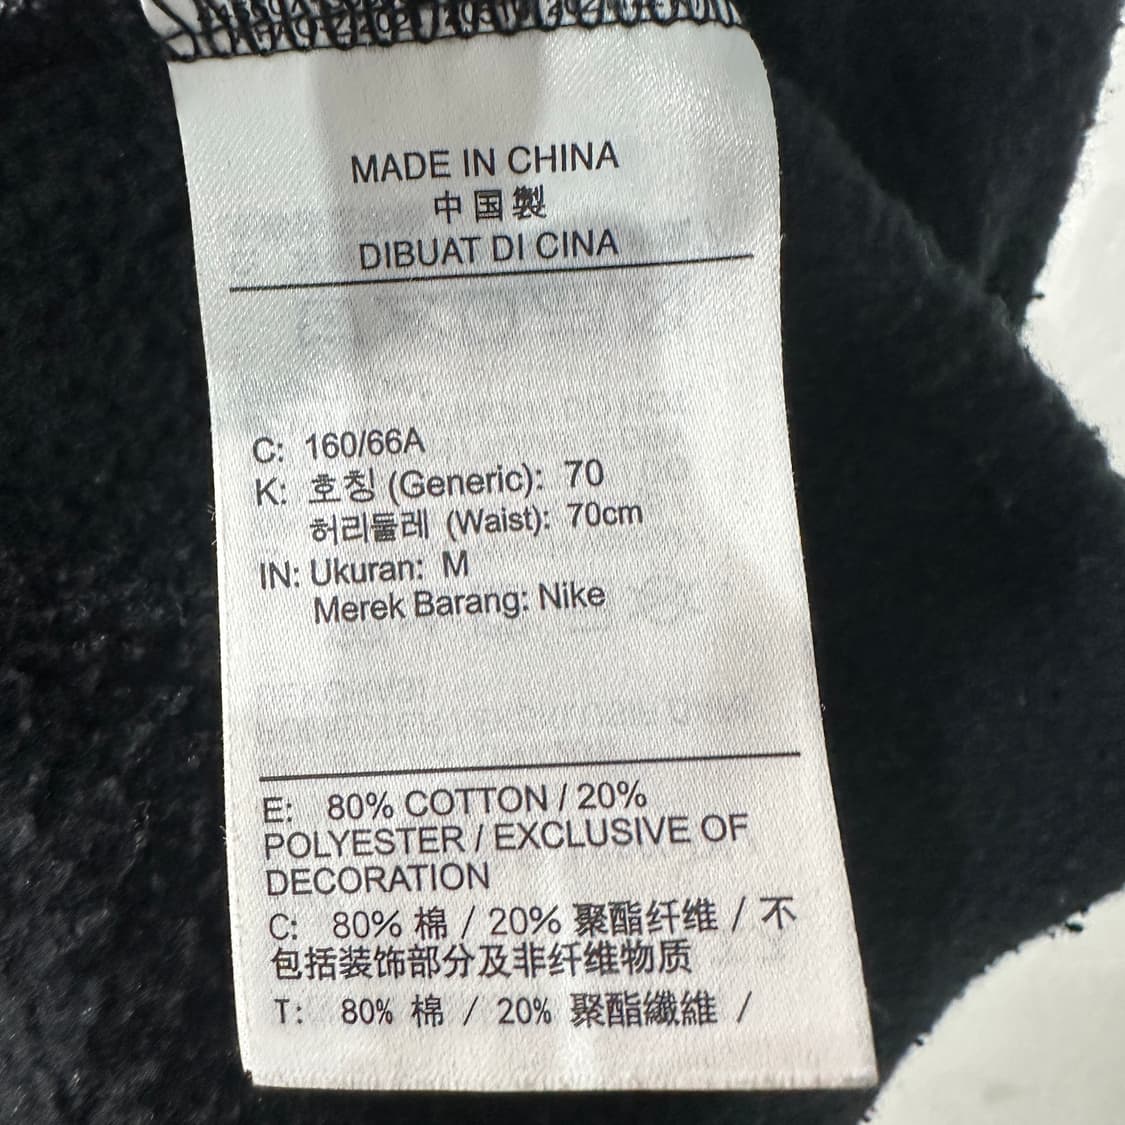 MADE IN CHINA
中国製
DIBUAT DI CINA
C: 160/66A
K: 호칭 (Generic): 70
허리둘레 (Waist): 70cm
IN: Ukuran: M
Merek Barang: Nike
E: 80% COTTON / 20%
POLYESTER / EXCLUSIVE OF
DECORATION
C: 80% 棉 / 20% 聚酯纤维 / 不
包括装饰部分及非纤维物质
T: 80% 棉 / 20% 聚酯纖維 /